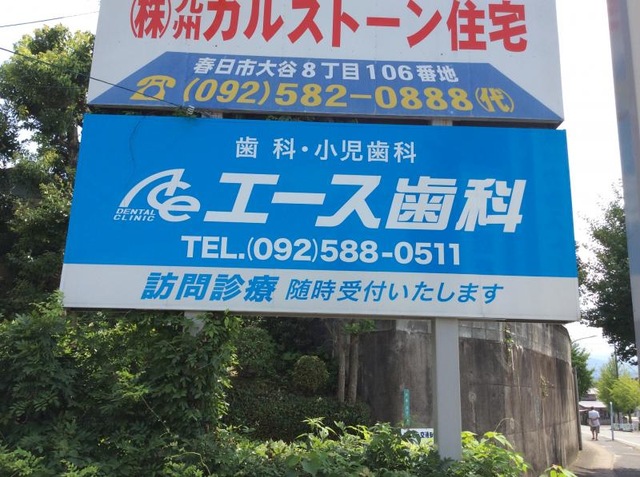 (株)九州ガルストーン住宅
春日市大谷8丁目106番地
☎(092)582-0888(代)
歯科・小児歯科
Ace
DENTAL
CLINIC
エース歯科
TEL.(092)588-0511
訪問診療 随時受付いたします